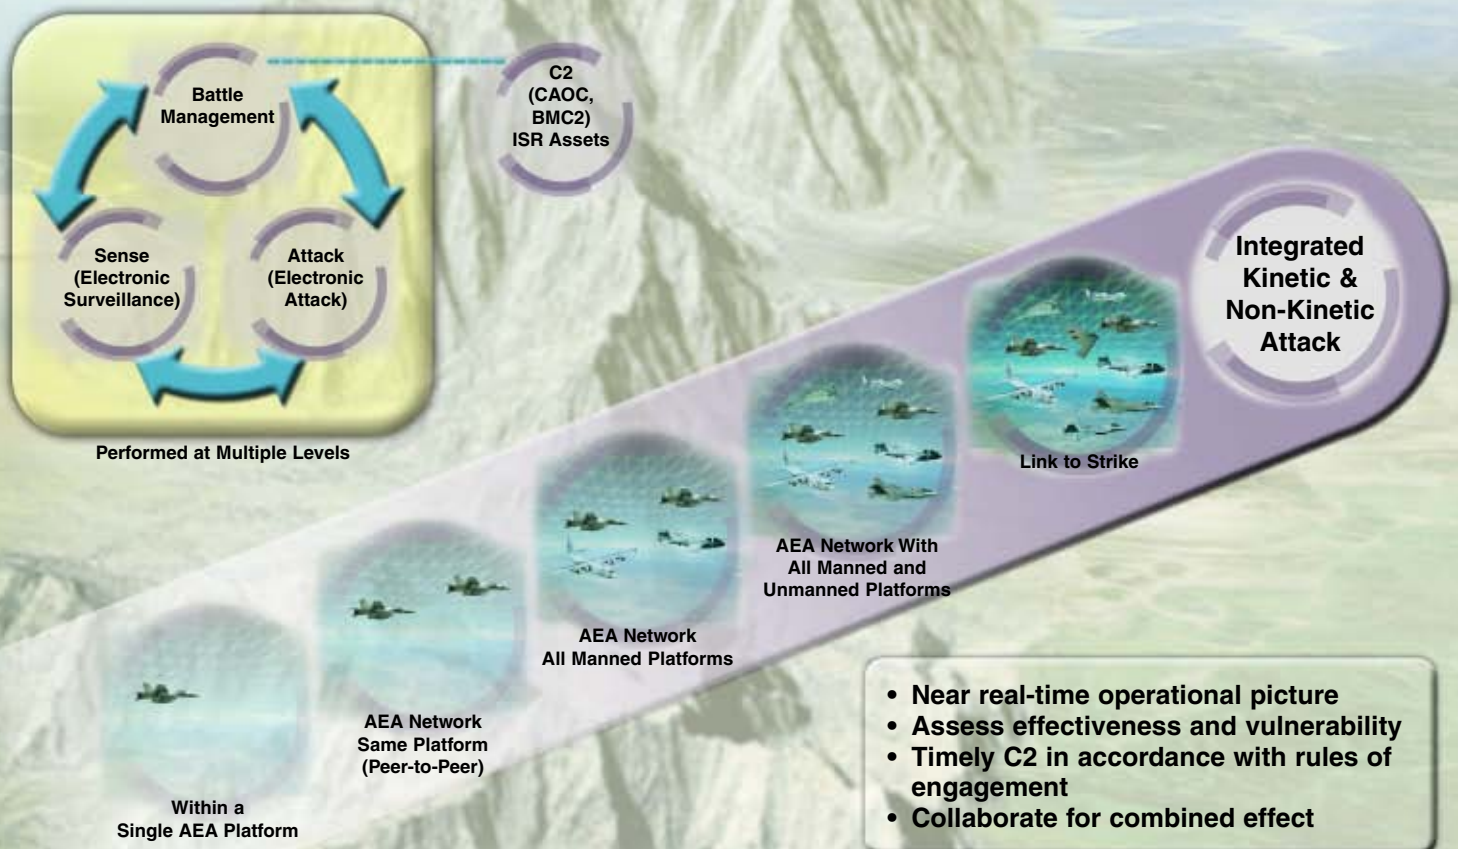 Battle
Management
C2
(CAOC,
BMC2)
ISR Assets
Sense
(Electronic
Surveillance)
Attack
(Electronic
Attack)
Performed at Multiple Levels
Integrated
Kinetic &
Non-Kinetic
Attack
Link to Strike
AEA Network With
All Manned and
Unmanned Platforms
AEA Network
All Manned Platforms
AEA Network
Same Platform
(Peer-to-Peer)
Within a
Single AEA Platform
• Near real-time operational picture
• Assess effectiveness and vulnerability
• Timely C2 in accordance with rules of
engagement
• Collaborate for combined effect